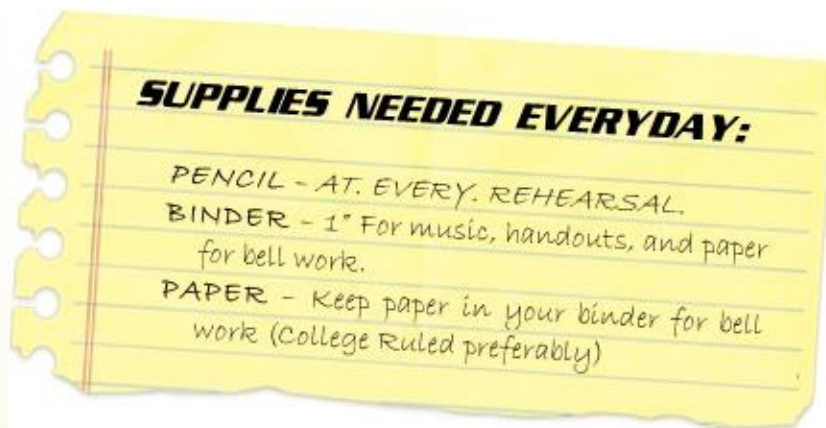 SUPPLIES NEEDED EVERYDAY:
PENCIL - AT. EVERY. REHEARSAL.
BINDER - 1" For music, handouts, and paper
for bell work.
PAPER - Keep paper in your binder for bell
work (College Ruled preferably)